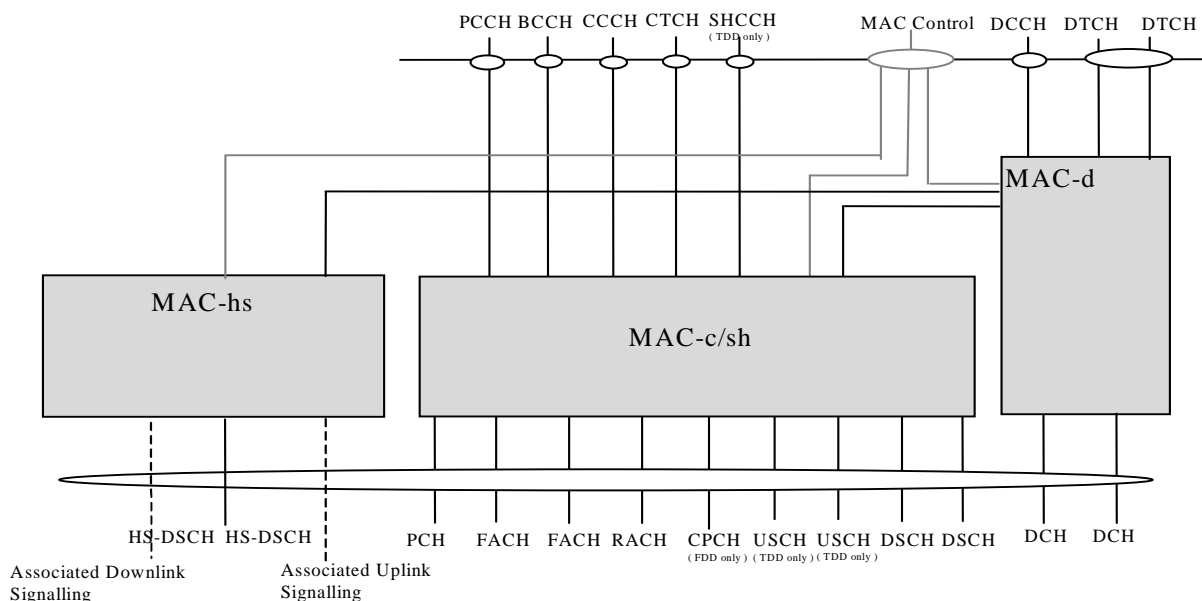 PCCH BCCH CCCH CTCH SHCCH MAC Control DCCH DTCH DTCH
( TDD only )
MAC-d
MAC-hs
MAC-c/sh
HS-DSCH HS-DSCH PCH FACH FACH RACH CPCH USCH USCH DSCH DSCH DCH DCH
( FDD only ) ( TDD only ) ( TDD only )
Associated Downlink
Signalling
Associated Uplink
Signalling